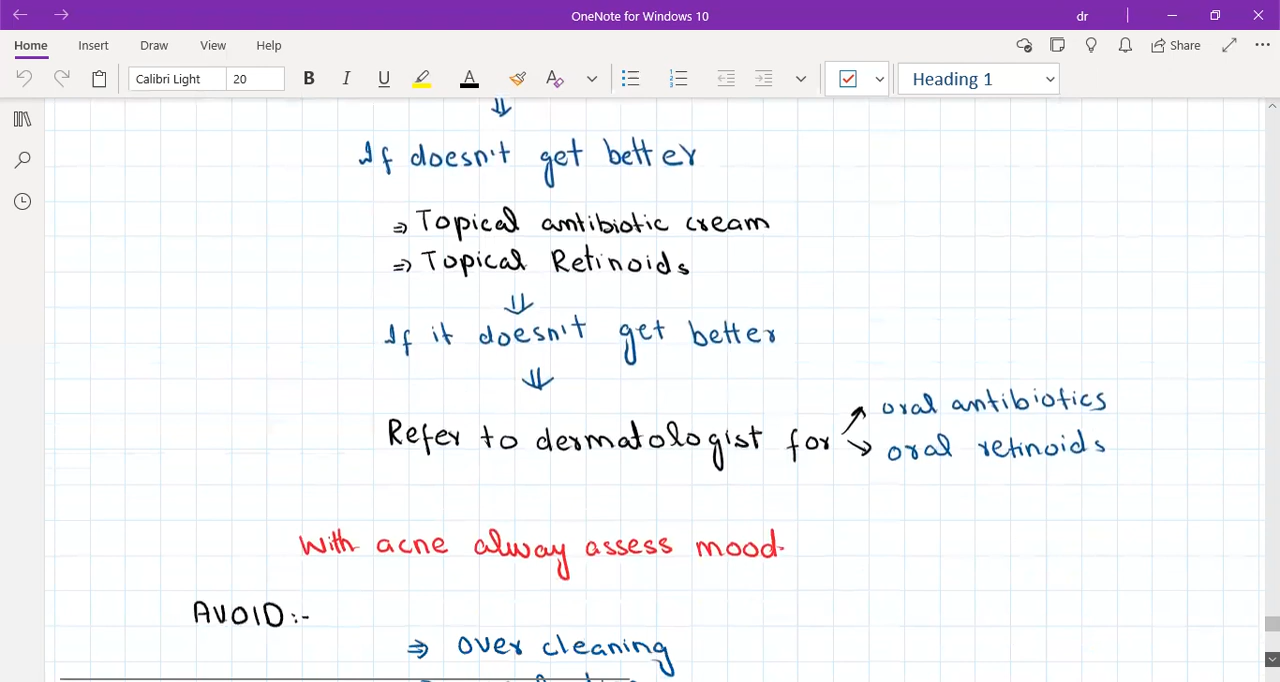 OneNote for Windows 10
dr
Home Insert Draw View Help
Share
Calibri Light 20 B I U A Heading 1
If doesn't get better
⇒ Topical antibiotic cream
⇒ Topical Retinoids
If it doesn't get better
Refer to dermatologist for
oral antibiotics
oral retinoids
With acne alway assess mood.
AVOID:-
⇒ over cleaning